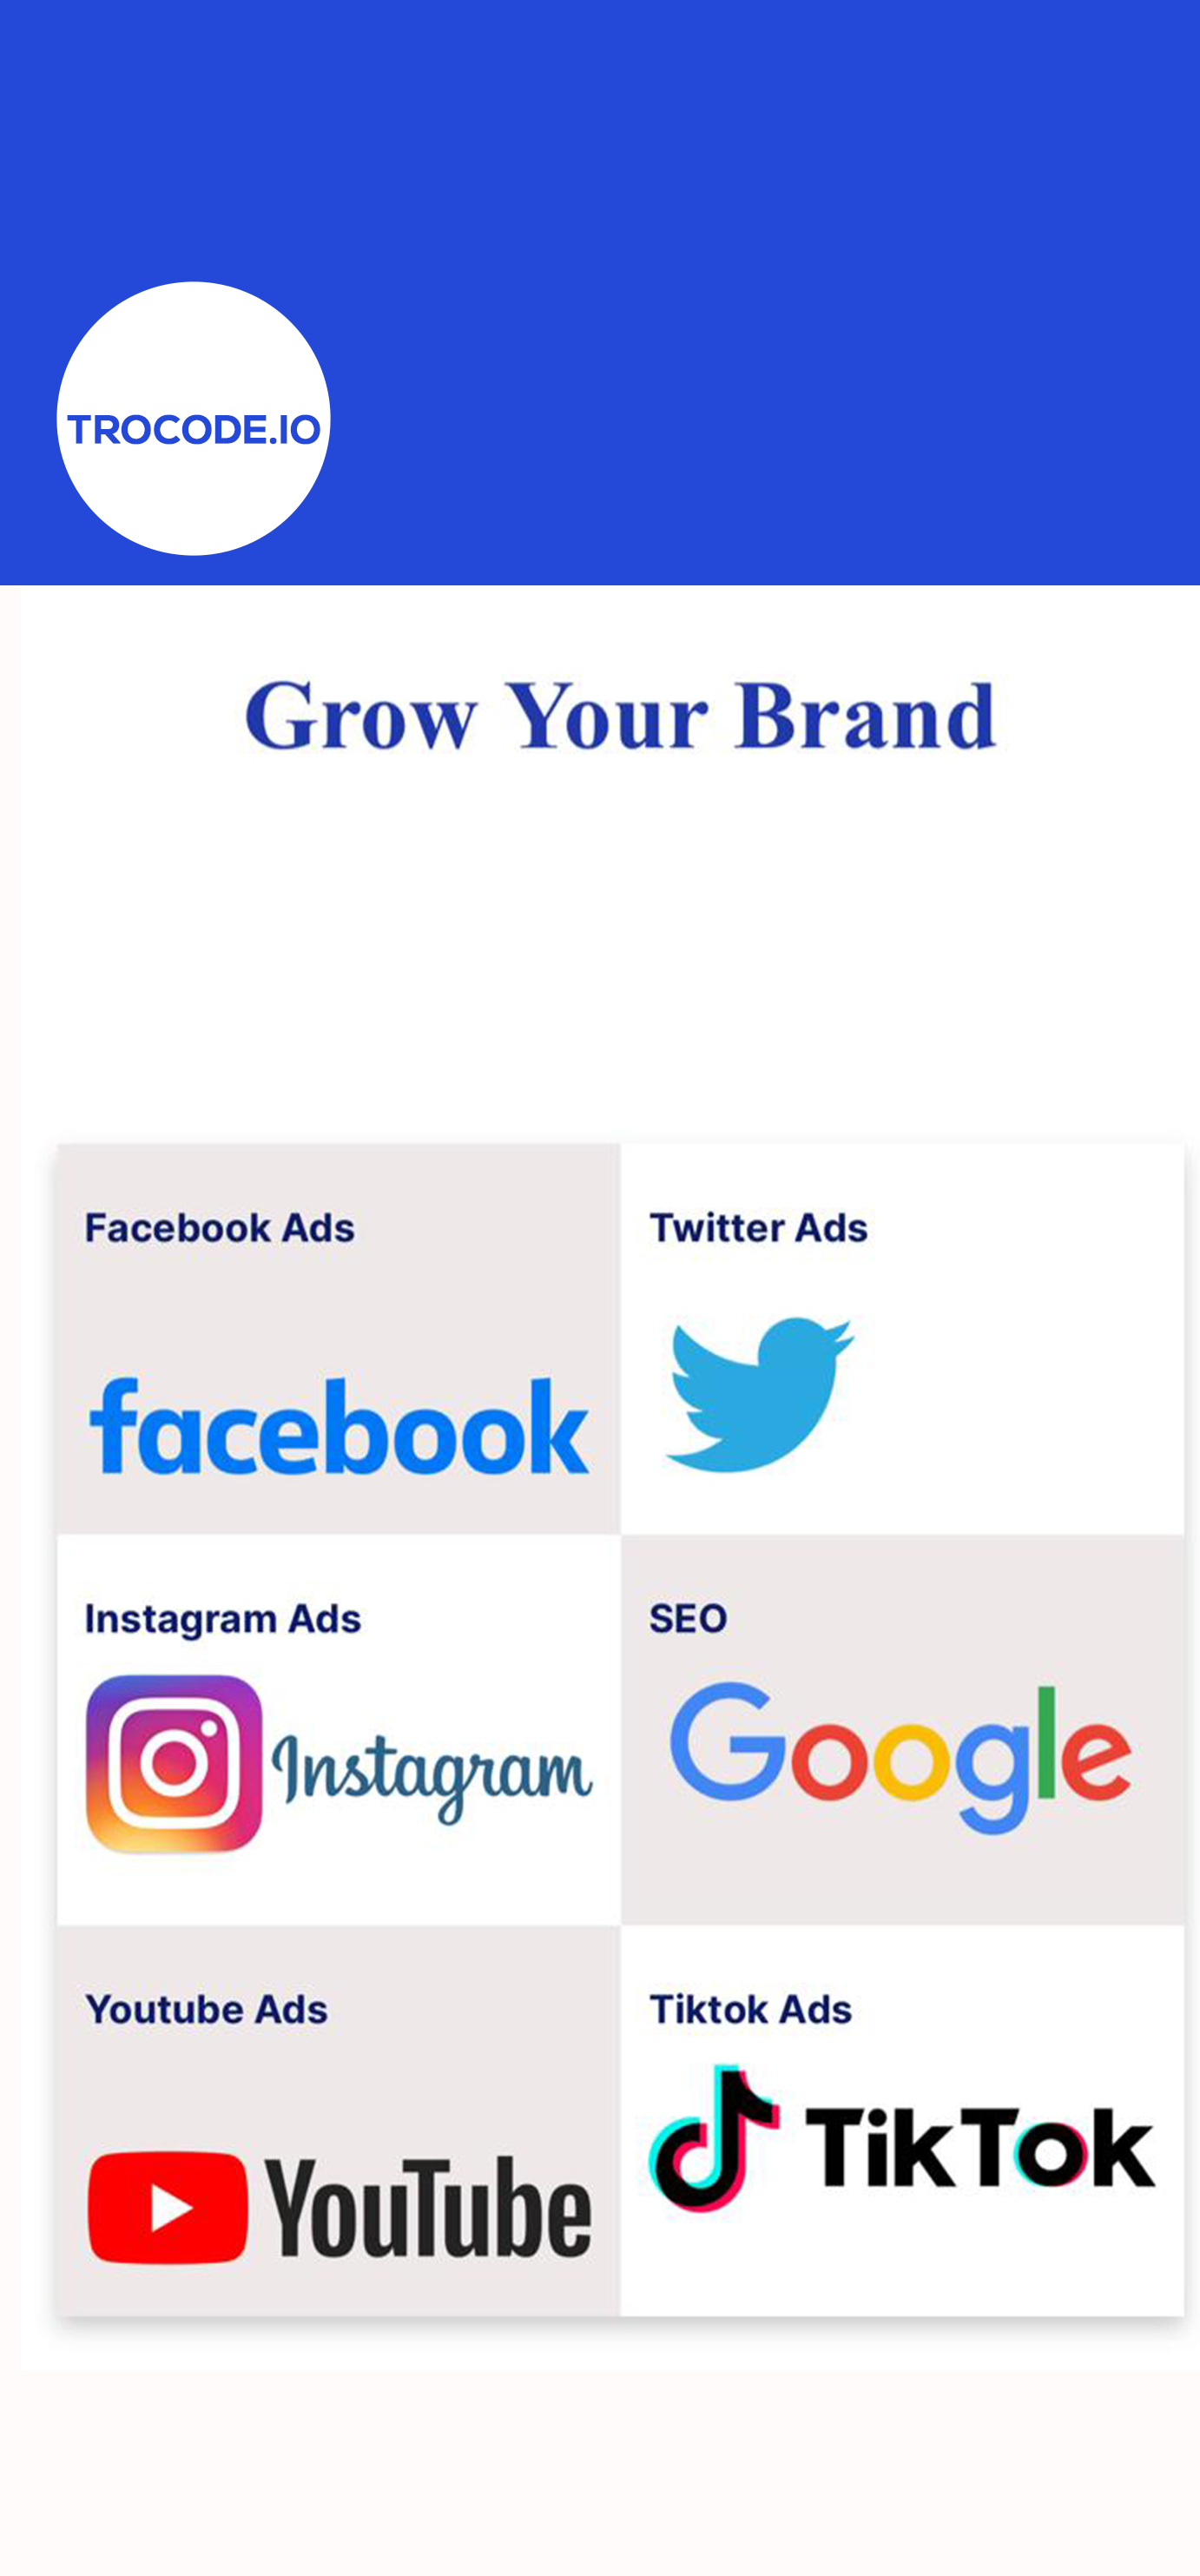 TROCODE.IO
Grow Your Brand
Facebook Ads
facebook
Twitter Ads
Instagram Ads
Instagram
SEO
Google
Youtube Ads
YouTube
Tiktok Ads
TikTok